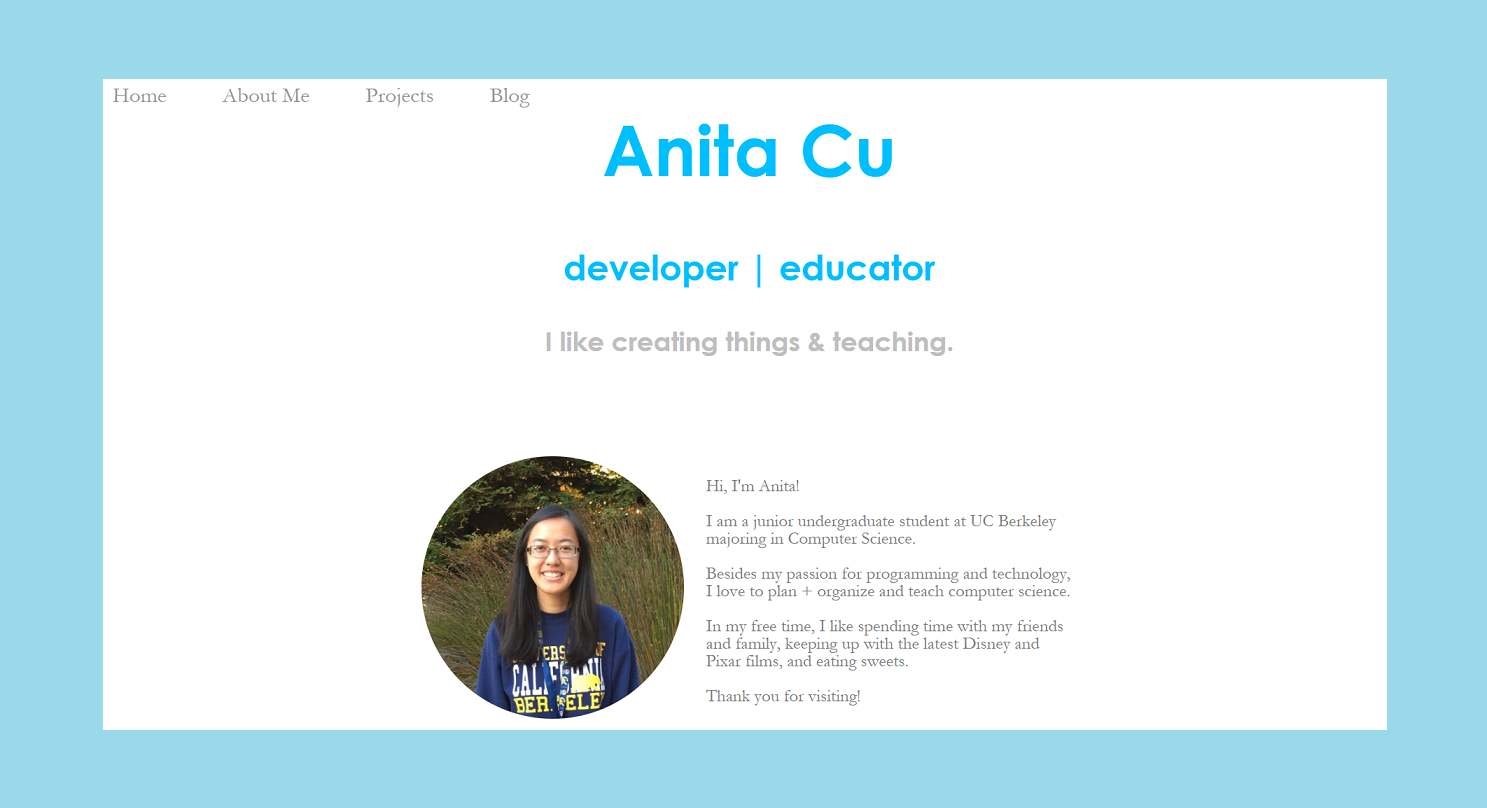 Home About Me Projects Blog
Anita Cu
developer | educator
I like creating things & teaching.
Hi, I'm Anita!
I am a junior undergraduate student at UC Berkeley
majoring in Computer Science.
Besides my passion for programming and technology,
I love to plan + organize and teach computer science.
In my free time, I like spending time with my friends
and family, keeping up with the latest Disney and
Pixar films, and eating sweets.
Thank you for visiting!